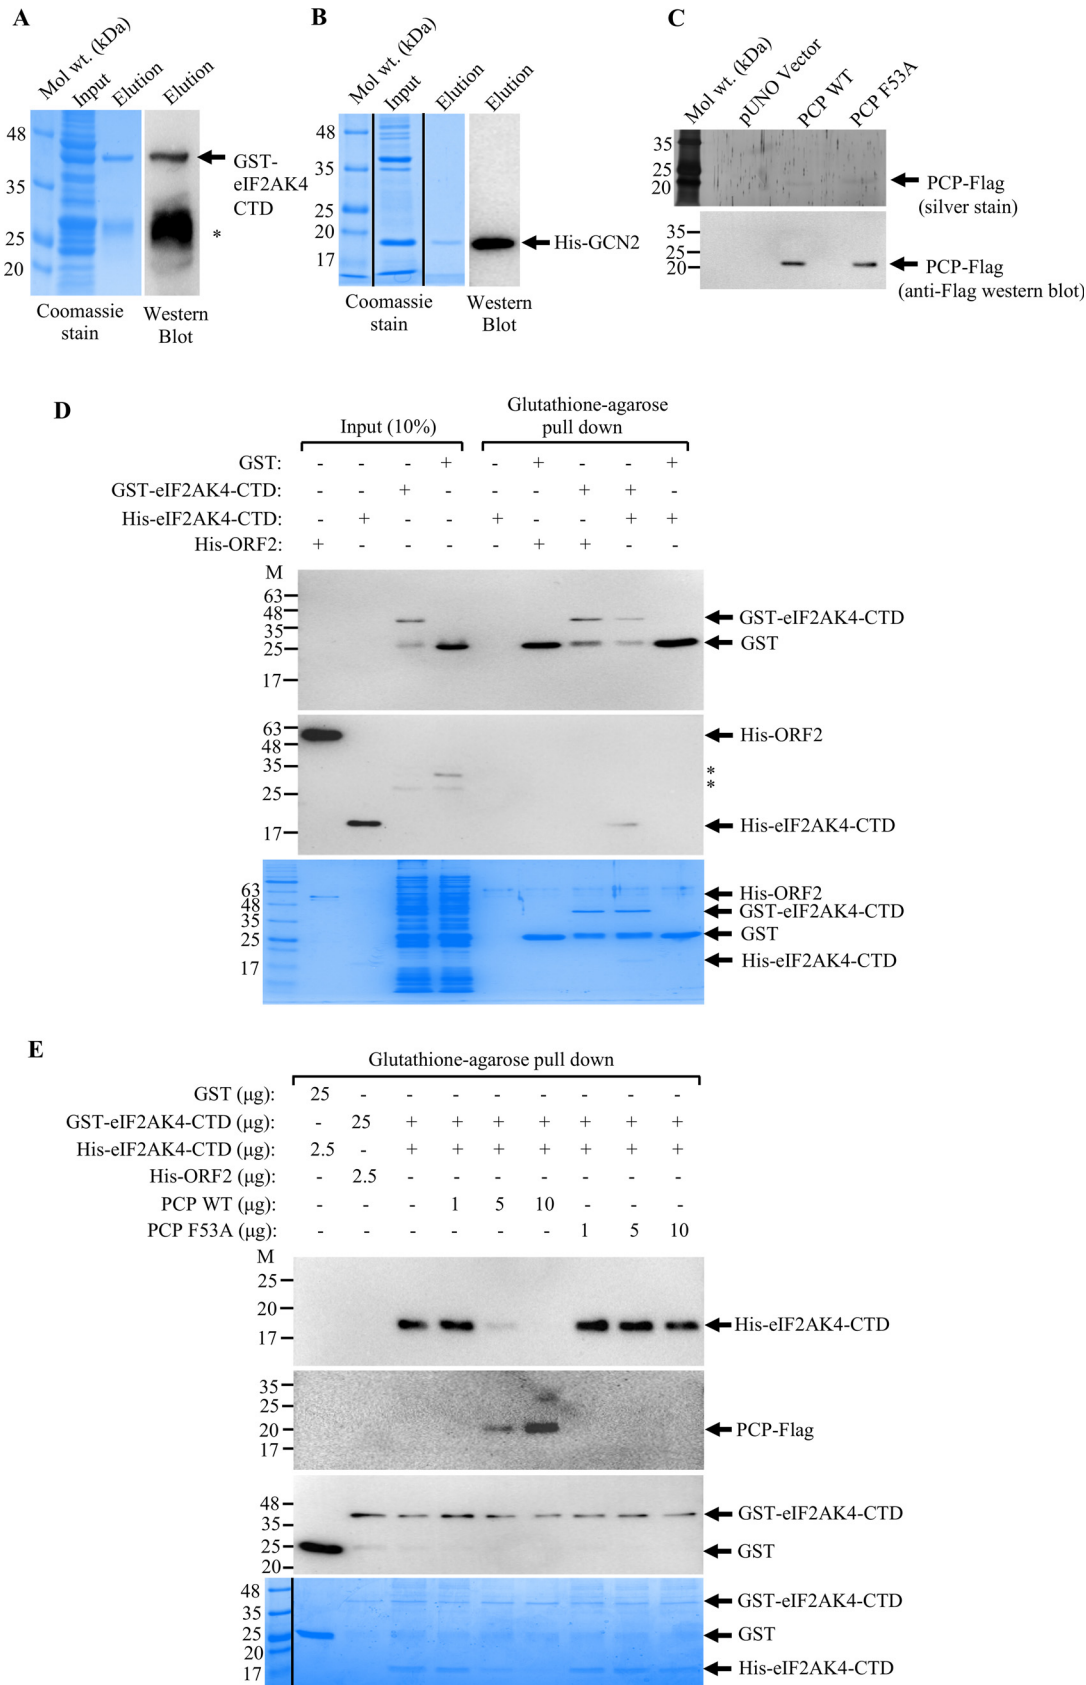 A
Mol wt. (kDa)
Input
Elution
Elution
48
35
25
20
GST-
eIF2AK4
CTD
*
Coomassie
stain
Western
Blot
B
Mol wt. (kDa)
Input
Elution
Elution
48
35
25
20
17
His-GCN2
Coomassie
stain
Western
Blot
C
Mol wt. (kDa)
pUNO Vector
PCP WT
PCP F53A
35
25
20
PCP-Flag
(silver stain)
35
25
20
PCP-Flag
(anti-Flag western blot)
D
Input (10%)
Glutathione-agarose
pull down
GST: - - - + - + - - +
GST-eIF2AK4-CTD: - - + - - - + + -
His-eIF2AK4-CTD: - + - - + - - + +
His-ORF2: + - - - - + + - -
M
63
48
35
25
17
GST-eIF2AK4-CTD
GST
63
48
35
25
17
His-ORF2
*
*
His-eIF2AK4-CTD
63
48
35
25
17
His-ORF2
GST-eIF2AK4-CTD
GST
His-eIF2AK4-CTD
E
Glutathione-agarose pull down
GST (µg): 25 - - - - - - - -
GST-eIF2AK4-CTD (µg): - 25 + + + + + + +
His-eIF2AK4-CTD (µg): 2.5 - + + + + + + +
His-ORF2 (µg): - 2.5 - - - - - - -
PCP WT (µg): - - - 1 5 10 - - -
PCP F53A (µg): - - - - - - 1 5 10
M
25
20
17
His-eIF2AK4-CTD
35
25
20
17
PCP-Flag
48
35
25
20
GST-eIF2AK4-CTD
GST
48
35
25
20
17
GST-eIF2AK4-CTD
GST
His-eIF2AK4-CTD